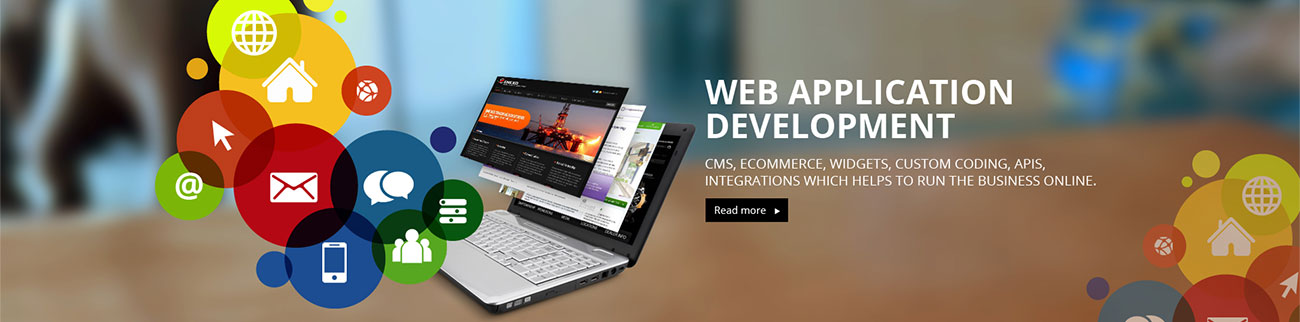 @
WEB APPLICATION
DEVELOPMENT
CMS, ECOMMERCE, WIDGETS, CUSTOM CODING, APIS,
INTEGRATIONS WHICH HELPS TO RUN THE BUSINESS ONLINE.
Read more